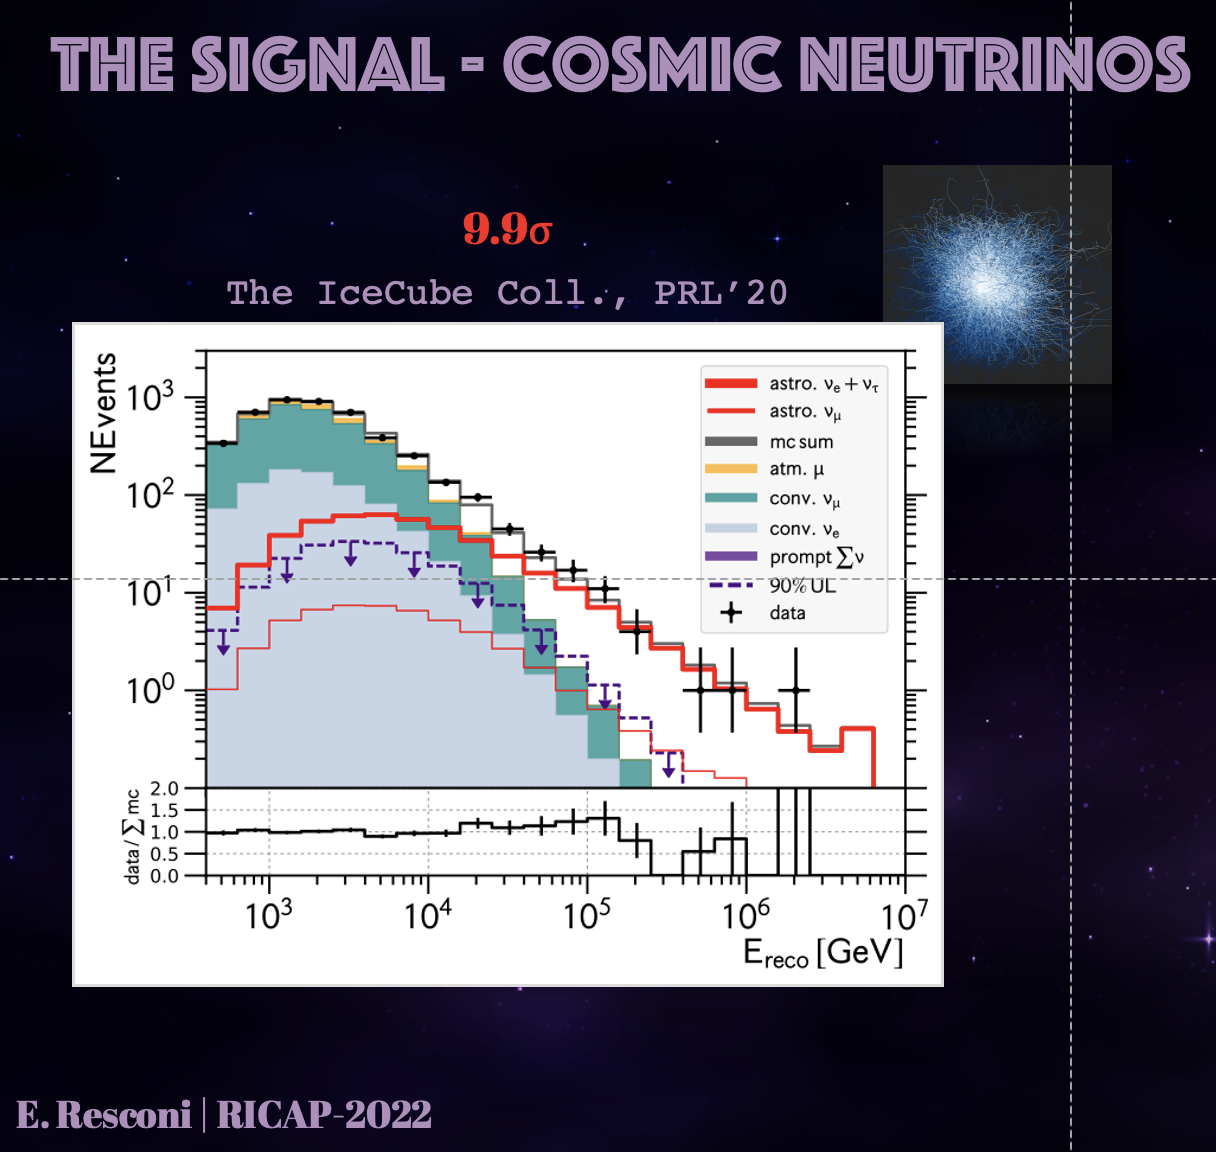 THE SIGNAL - COSMIC NEUTRINOS
9.9σ
The IceCube Coll., PRL’20
NEvents
10³
10²
10¹
10⁰
astro. νe + ντ
astro. νμ
mc sum
atm. μ
conv. νμ
conv. νe
prompt ∑ν
90% UL
data
data/∑mc
2.0
1.5
1.0
0.5
0.0
10³ 10⁴ 10⁵ 10⁶ 10⁷
Ereco [GeV]
E. Resconi | RICAP-2022